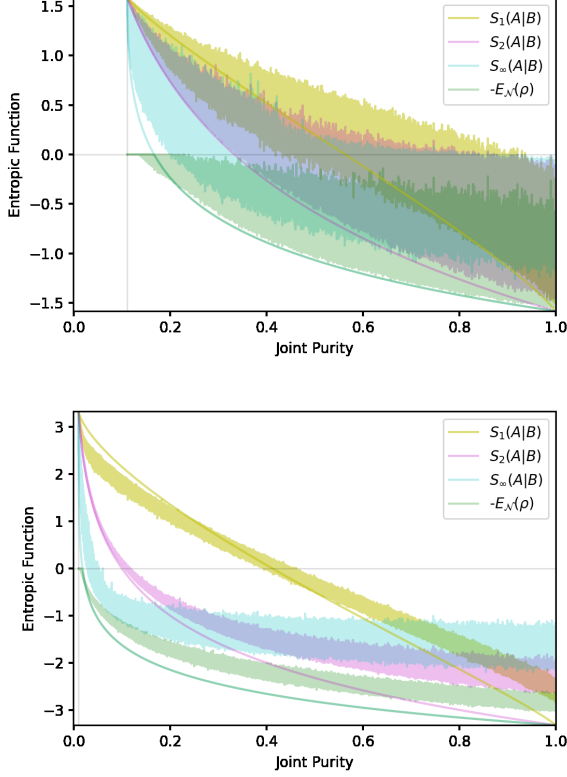 1.5
1.0
0.5
0.0
−0.5
−1.0
−1.5
Entropic Function
S₁(A|B)
S₂(A|B)
S∞(A|B)
-E𝒩(ρ)
0.0 0.2 0.4 0.6 0.8 1.0
Joint Purity
3
2
1
0
−1
−2
−3
Entropic Function
S₁(A|B)
S₂(A|B)
S∞(A|B)
-E𝒩(ρ)
0.0 0.2 0.4 0.6 0.8 1.0
Joint Purity